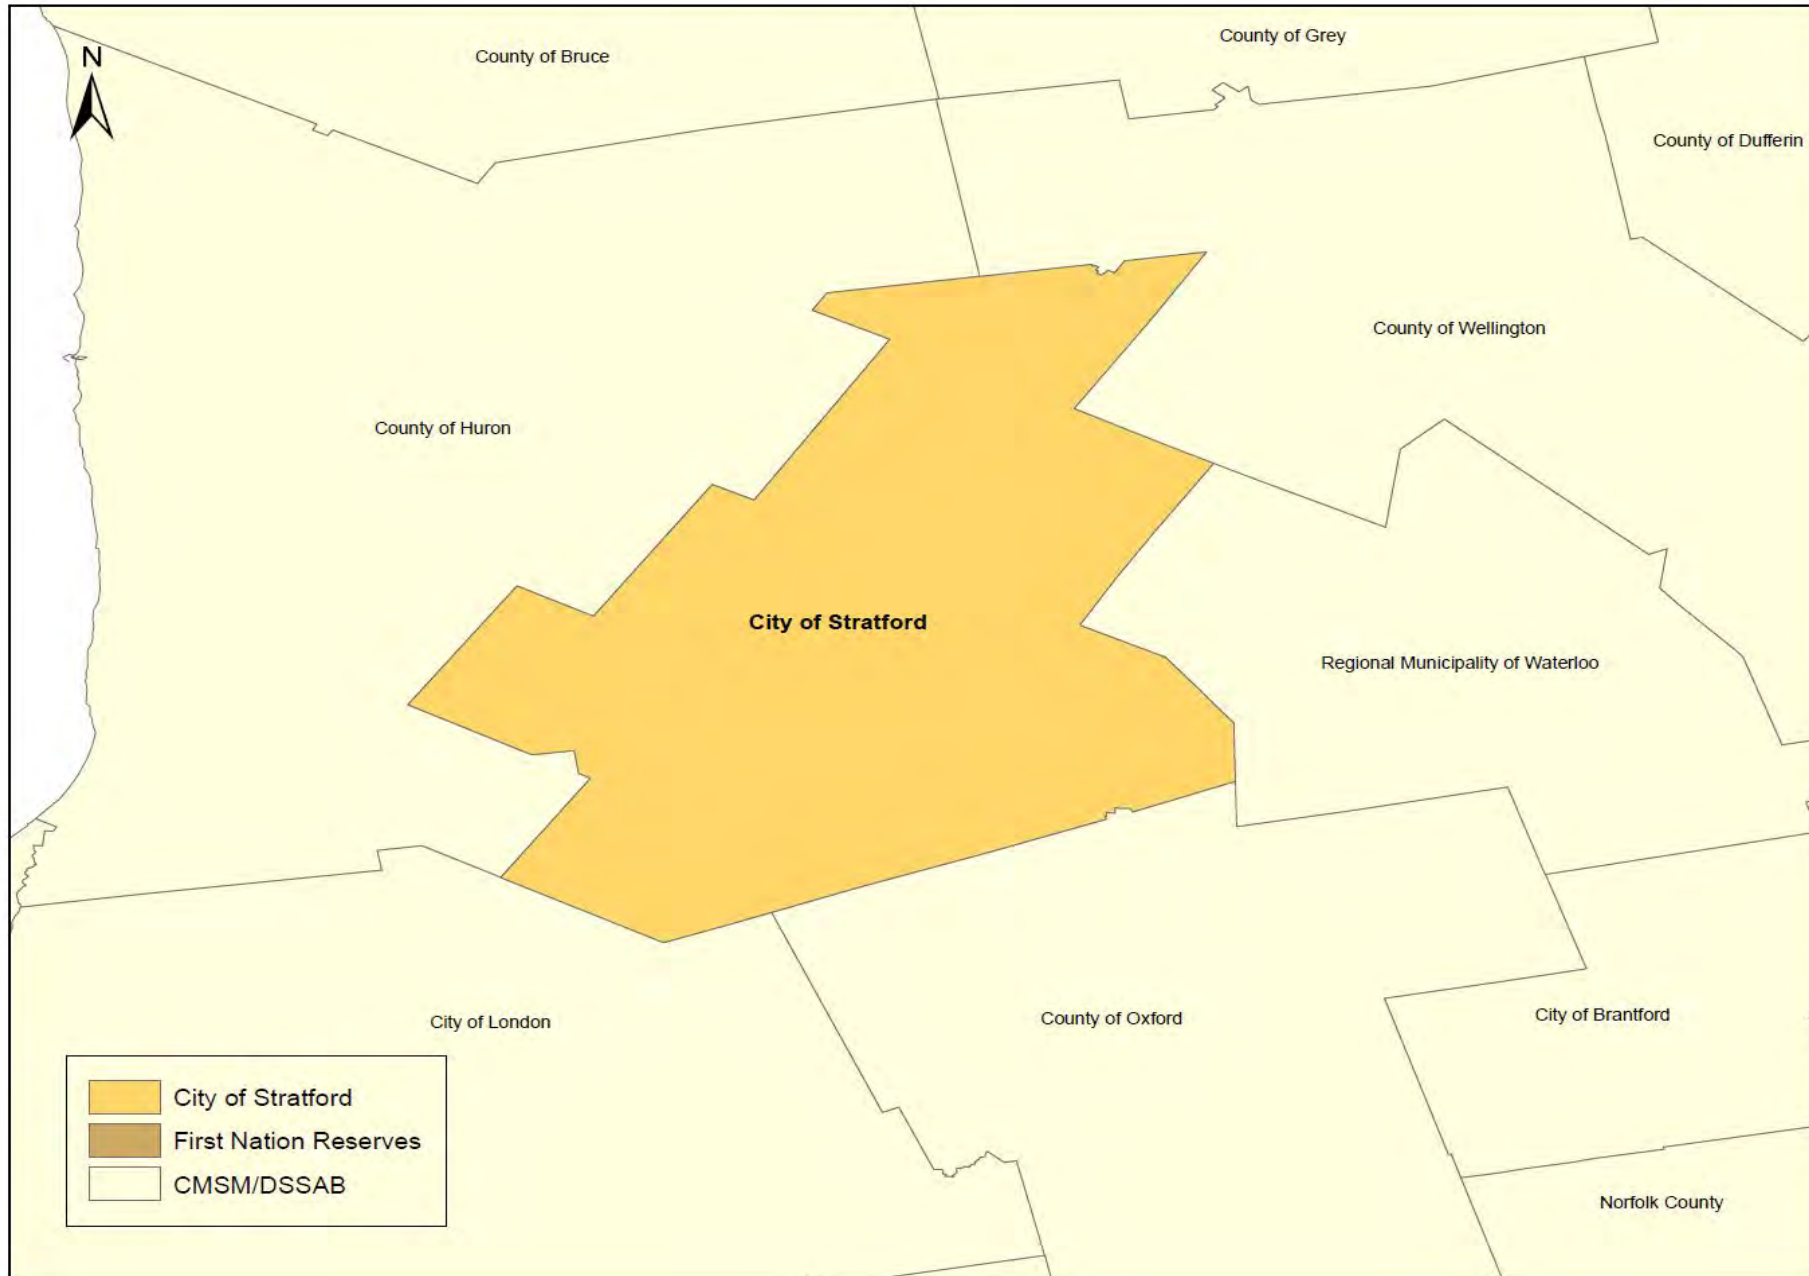 County of Bruce
County of Grey
N
County of Dufferin
County of Wellington
County of Huron
City of Stratford
Regional Municipality of Waterloo
City of London
County of Oxford
City of Brantford
City of Stratford
First Nation Reserves
CMSM/DSSAB
Norfolk County